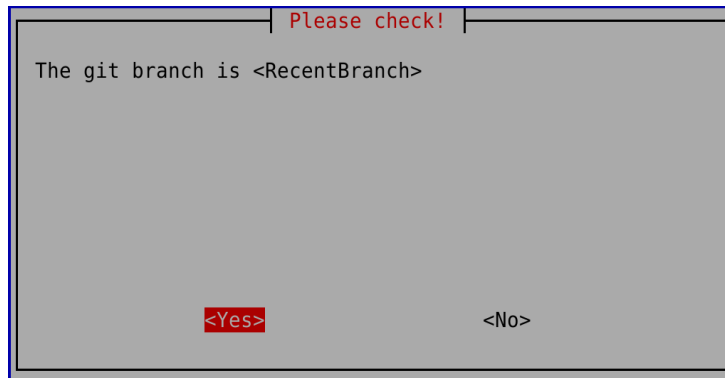 Please check!
The git branch is <RecentBranch>
<Yes> <No>